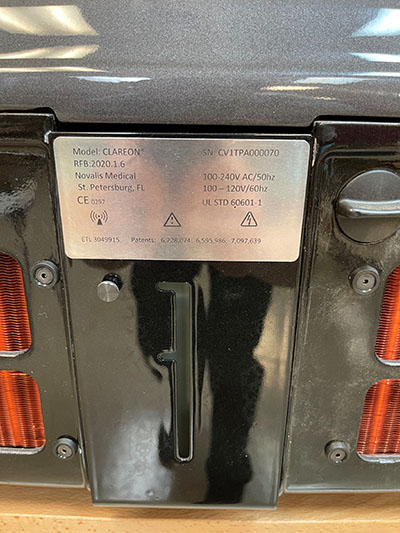 Model: CLAREON® SN: CV1TPA000070
RFB:2020.1.6
Novalis Medical 100-240V AC/50hz
St. Petersburg, FL 100 – 120V/60hz
CE 0297 UL STD 60601-1
ETL 3049915. Patents: 6,228,074 6,595,986 7,097,639